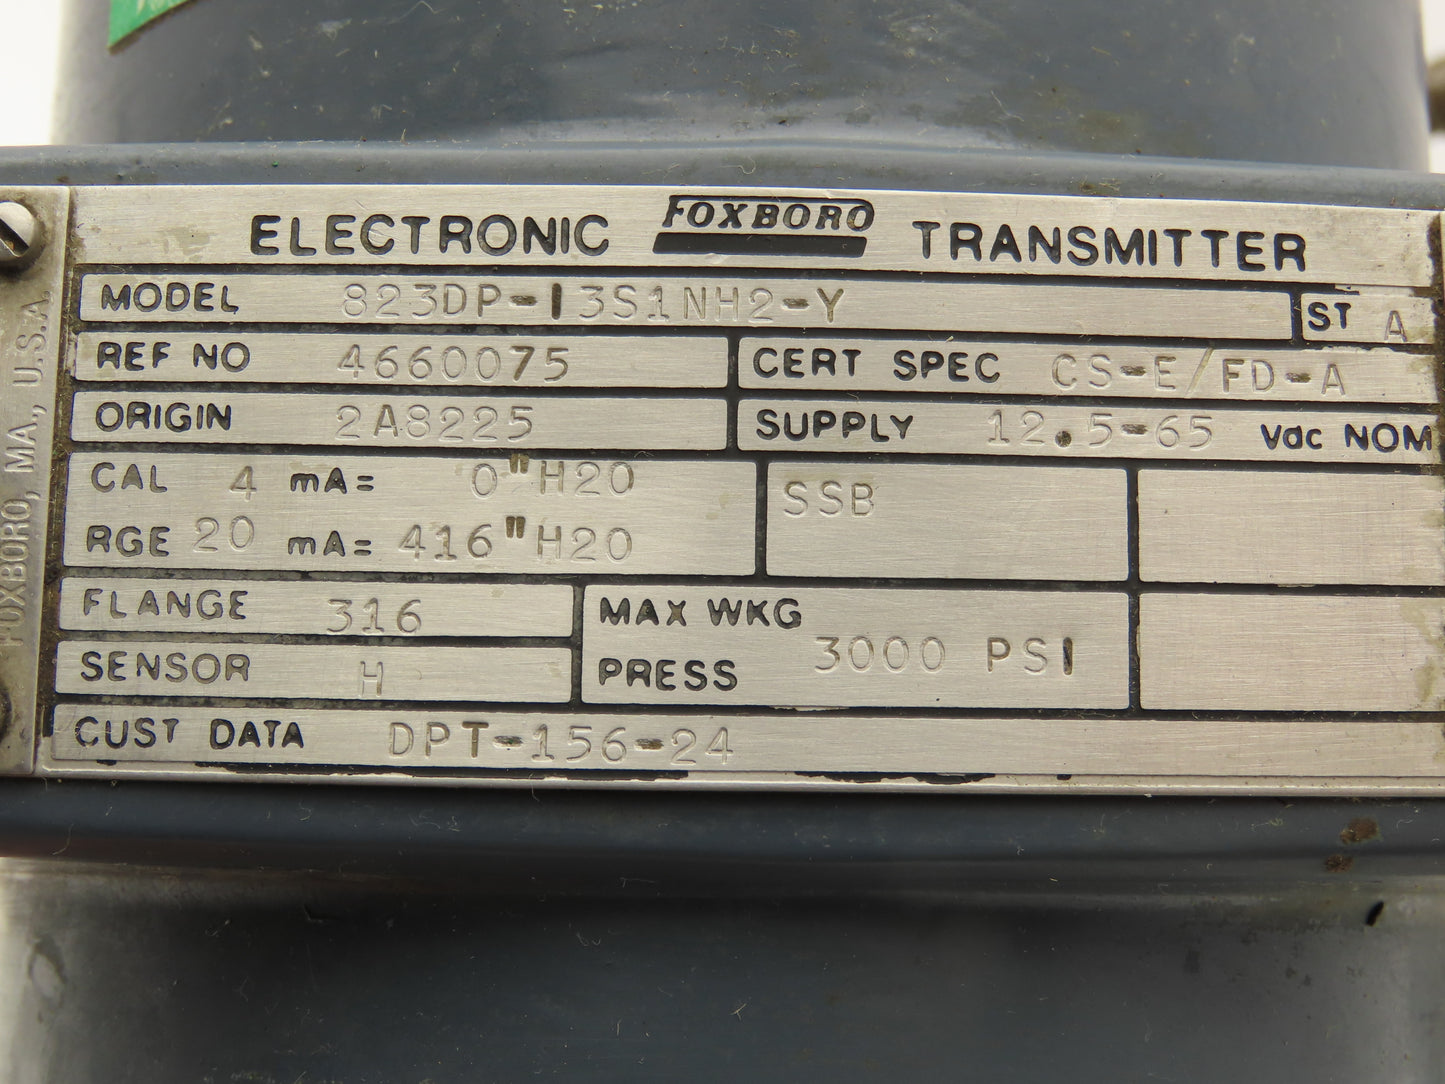 ELECTRONIC FOXBORO TRANSMITTER
MODEL 823DP-I3S1NH2-Y ST A
REF NO 4660075 CERT SPEC CS-E/FD-A
ORIGIN 2A8225 SUPPLY 12.5-65 Vdc NOM
CAL 4 mA= 0"H20 SSB
RGE 20 mA= 416"H20
FLANGE 316 MAX WKG
SENSOR H PRESS 3000 PSI
CUST DATA DPT-156-24
FOXBORO, MA., U.S.A.